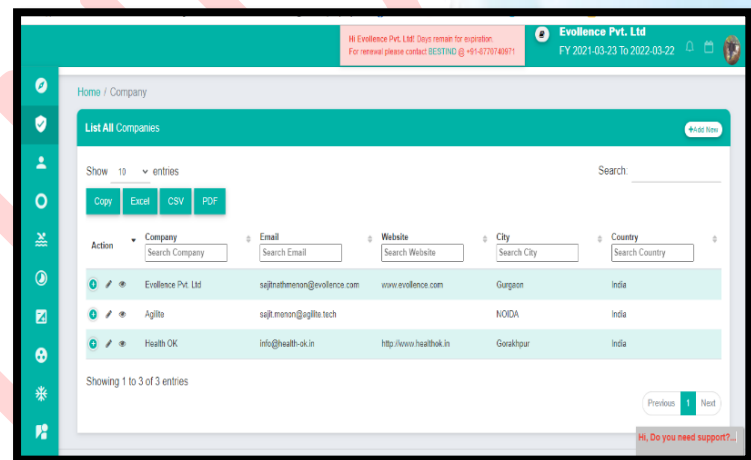 Hi Evollence Pvt. Ltd! Days remain for expiration.
For renewal please contact BESTIND @ +91-8770740971
Evollence Pvt. Ltd
FY 2021-03-23 To 2022-03-22
Home / Company
List All Companies
+Add New
Show 10 entries
Search:
Copy Excel CSV PDF
Action Company Email Website City Country
Search Company Search Email Search Website Search City Search Country
Evollence Pvt. Ltd sajitnathmenon@evollence.com www.evollence.com Gurgaon India
Agilite sajit.menon@agilite.tech NOIDA India
Health OK info@health-ok.in http://www.healthok.in Gorakhpur India
Showing 1 to 3 of 3 entries
Previous 1 Next
Hi, Do you need support?...